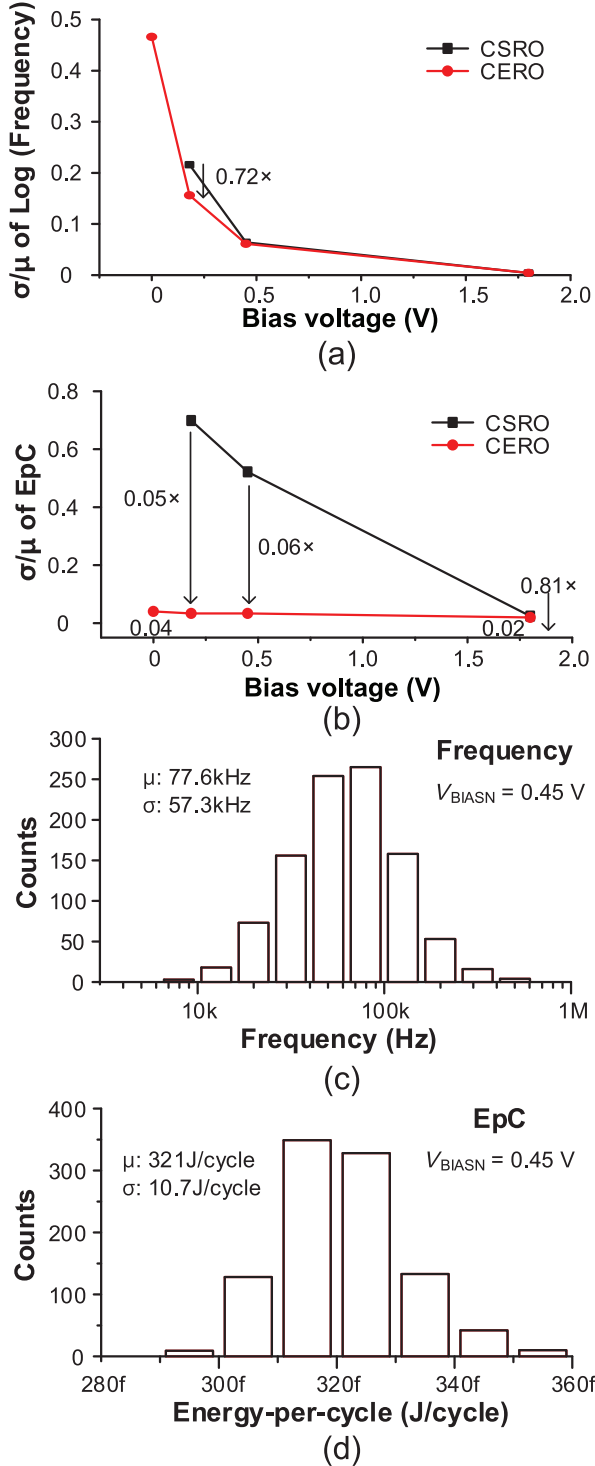 σ/μ of Log (Frequency)
0.5
0.4
0.3
0.2
0.1
0
CSRO
CERO
0.72×
0
0.5
1.0
1.5
2.0
Bias voltage (V)
(a)
σ/μ of EpC
0.8
0.6
0.4
0.2
0
CSRO
CERO
0.05×
0.06×
0.81×
0.04
0.02
0
0.5
1.0
1.5
2.0
Bias voltage (V)
(b)
Counts
300
250
200
150
100
50
0
Frequency
μ: 77.6kHz
σ: 57.3kHz
VBIASN = 0.45 V
10k
100k
1M
Frequency (Hz)
(c)
Counts
400
300
200
100
0
EpC
μ: 321J/cycle
σ: 10.7J/cycle
VBIASN = 0.45 V
280f
300f
320f
340f
360f
Energy-per-cycle (J/cycle)
(d)